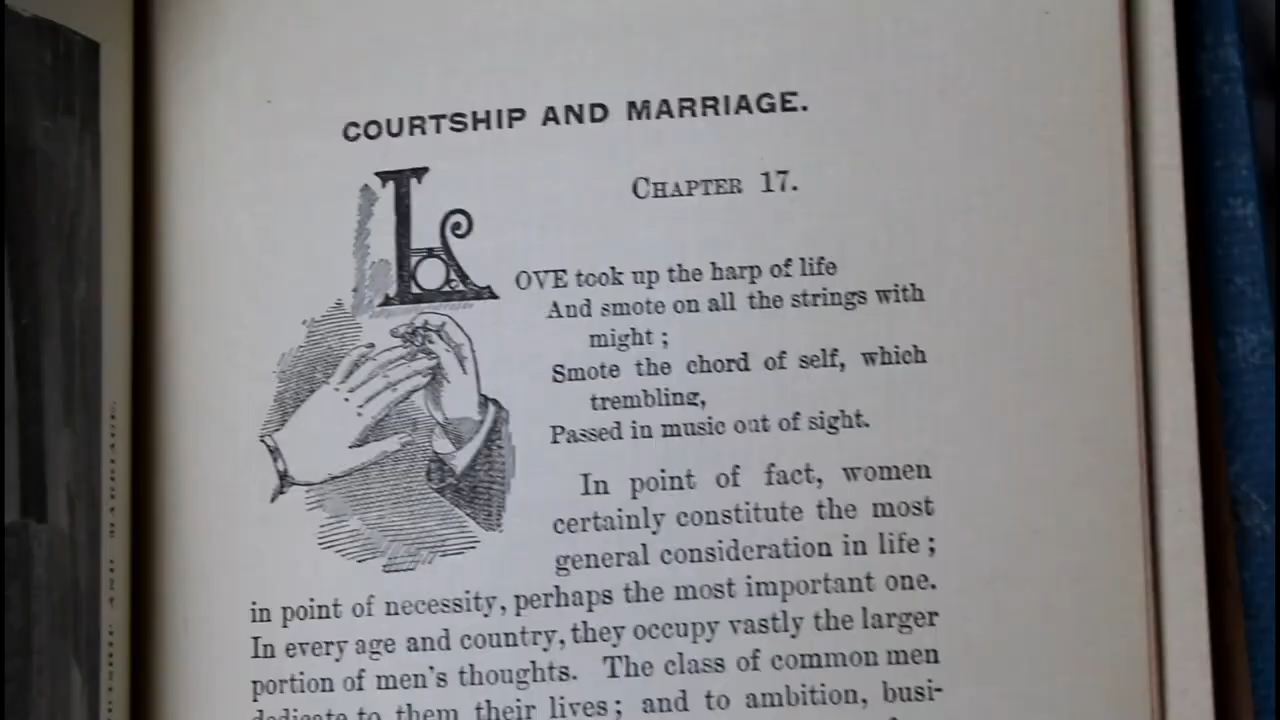 COURTSHIP AND MARRIAGE.
CHAPTER 17.
LOVE took up the harp of life
And smote on all the strings with
might ;
Smote the chord of self, which
trembling,
Passed in music out of sight.
In point of fact, women
certainly constitute the most
general consideration in life ;
in point of necessity, perhaps the most important one.
In every age and country, they occupy vastly the larger
portion of men's thoughts. The class of common men
dedicate to them their lives ; and to ambition, busi-